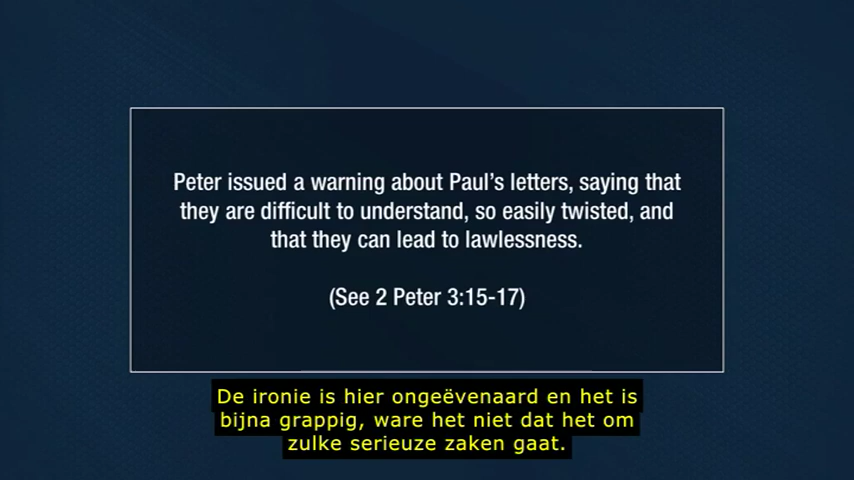 Peter issued a warning about Paul's letters, saying that
they are difficult to understand, so easily twisted, and
that they can lead to lawlessness.
(See 2 Peter 3:15-17)
De ironie is hier ongeëvenaard en het is
bijna grappig, ware het niet dat het om
zulke serieuze zaken gaat.